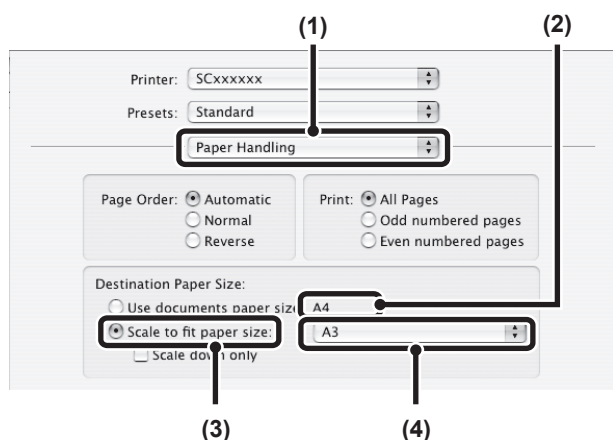 (1) (2)
Printer: SCxxxxxx
Presets: Standard
Paper Handling
Page Order: Automatic Print: All Pages
Normal Odd numbered pages
Reverse Even numbered pages
Destination Paper Size:
Use documents paper size A4
Scale to fit paper size: A3
Scale down only
(3) (4)